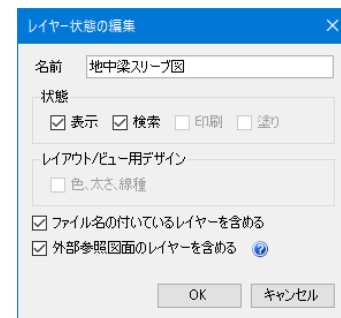 レイヤー状態の編集
名前 地中梁スリーブ図
状態
表示 検索 印刷 塗り
レイアウト/ビュー用デザイン
色、太さ、線種
ファイル名の付いているレイヤーを含める
外部参照図面のレイヤーを含める ?
OK キャンセル